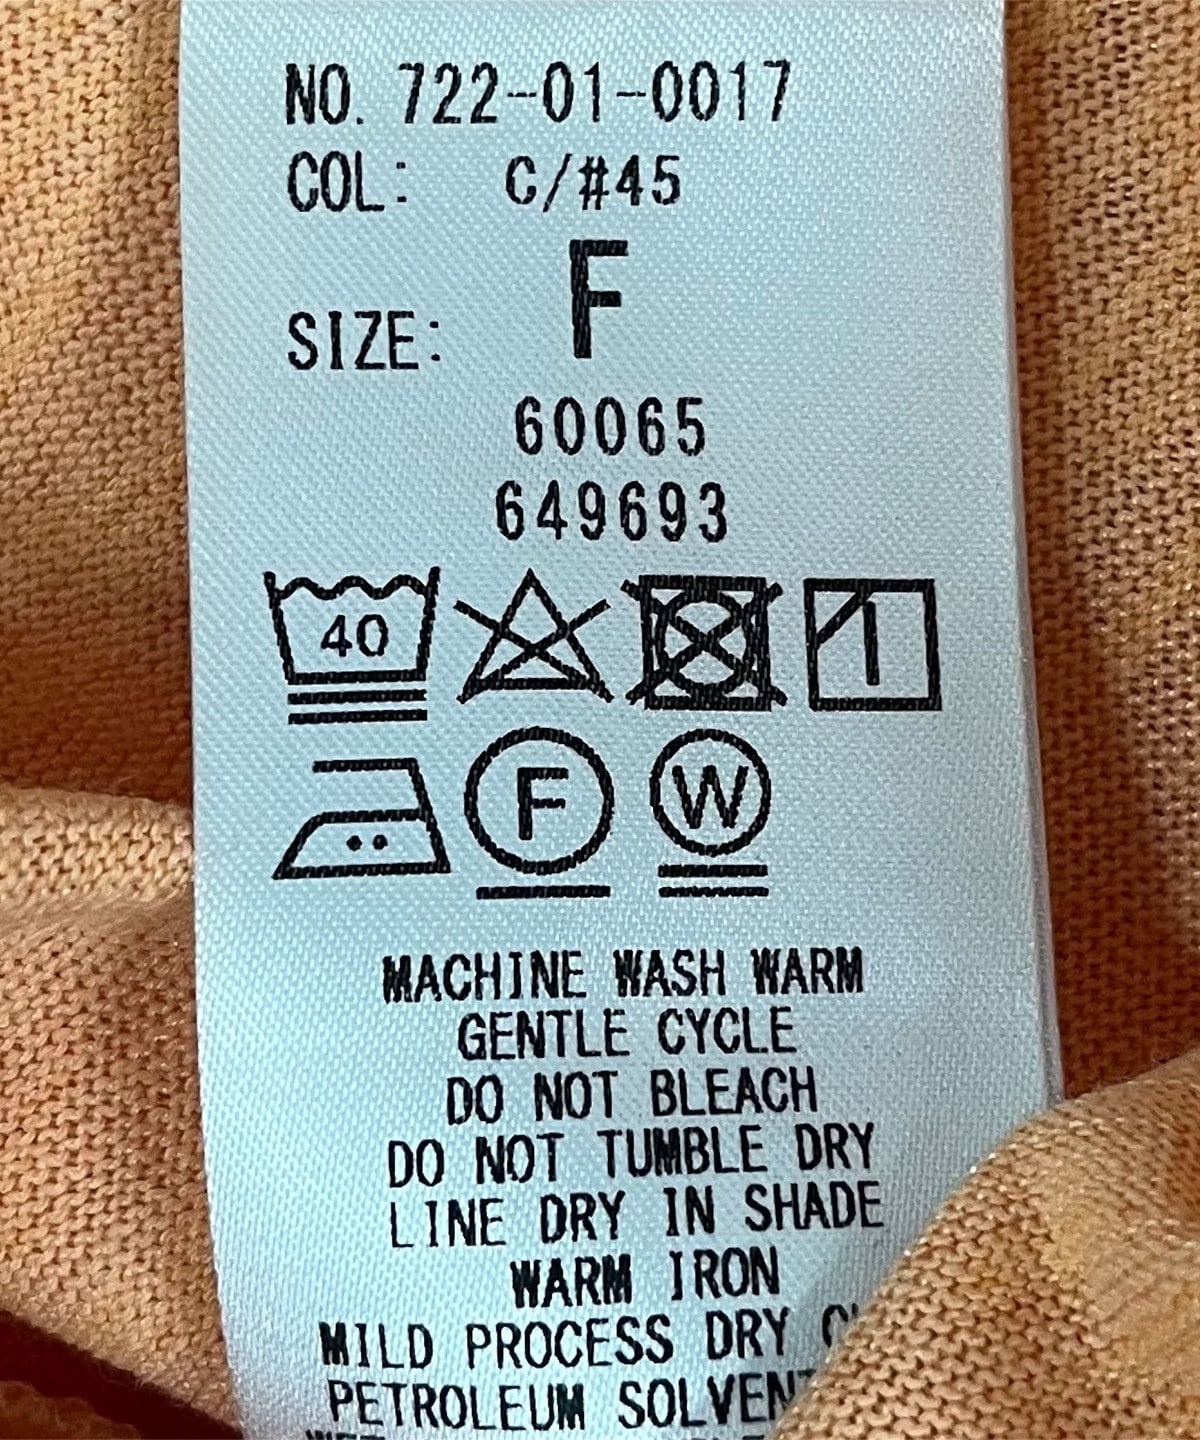 NO. 722-01-0017
COL: C/#45
SIZE: F
60065
649693
40
F W
MACHINE WASH WARM
GENTLE CYCLE
DO NOT BLEACH
DO NOT TUMBLE DRY
LINE DRY IN SHADE
WARM IRON
MILD PROCESS DRY
PETROLEUM